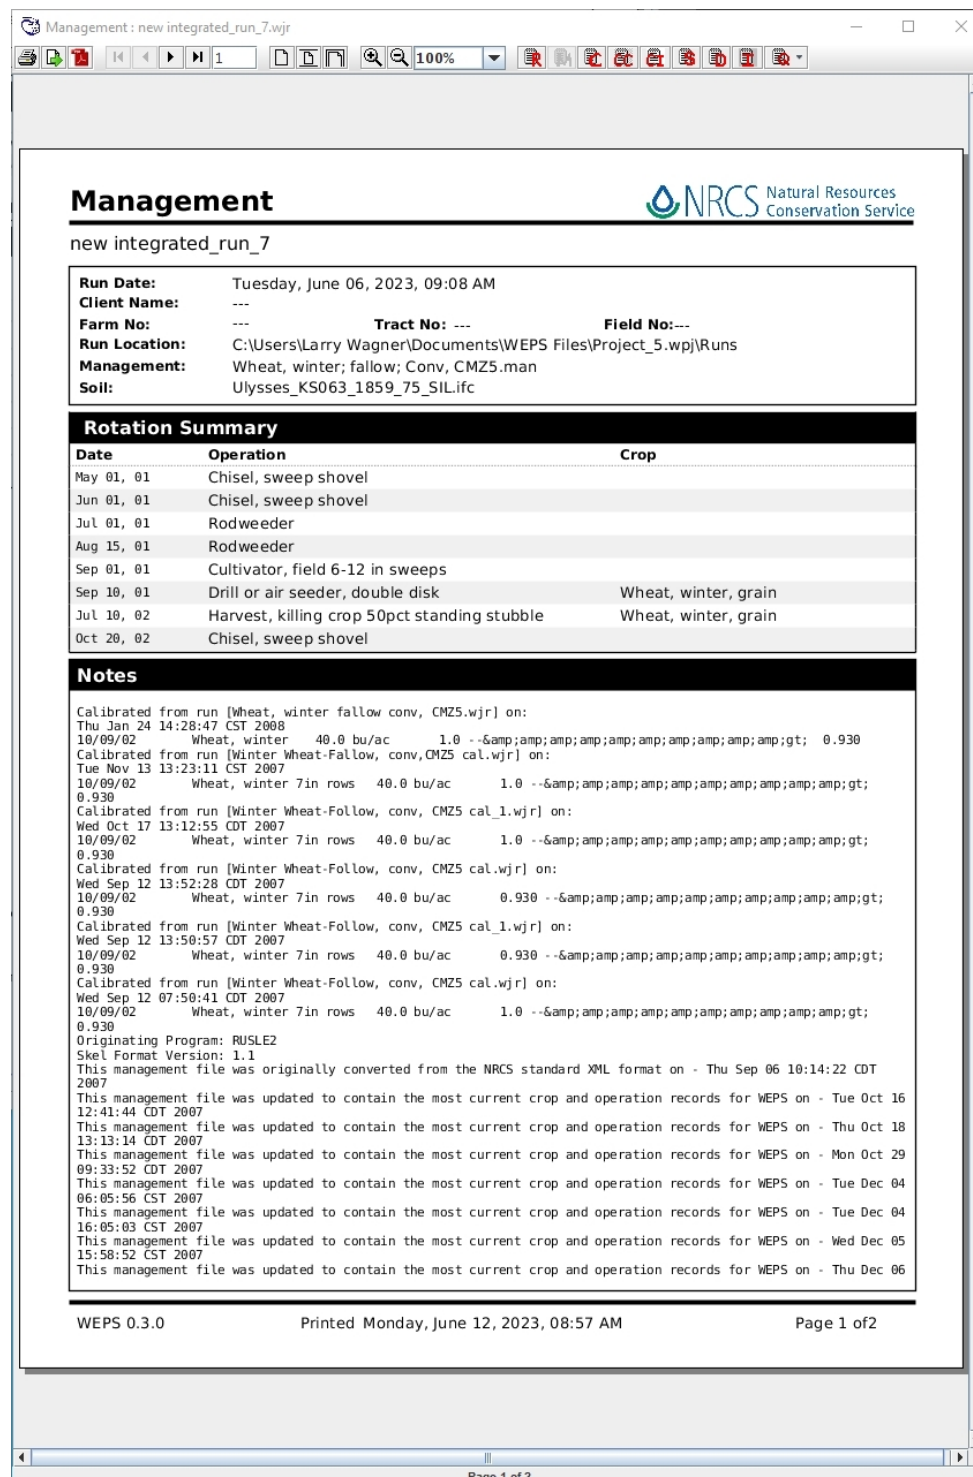 Management : new integrated_run_7.wjr
1 100%
Management
NRCS Natural Resources
Conservation Service
new integrated_run_7
Run Date: Tuesday, June 06, 2023, 09:08 AM
Client Name: ---
Farm No: --- Tract No: --- Field No:---
Run Location: C:\Users\Larry Wagner\Documents\WEPS Files\Project_5.wpj\Runs
Management: Wheat, winter; fallow; Conv, CMZ5.man
Soil: Ulysses_KS063_1859_75_SIL.ifc
Rotation Summary
Date Operation Crop
May 01, 01 Chisel, sweep shovel
Jun 01, 01 Chisel, sweep shovel
Jul 01, 01 Rodweeder
Aug 15, 01 Rodweeder
Sep 01, 01 Cultivator, field 6-12 in sweeps
Sep 10, 01 Drill or air seeder, double disk Wheat, winter, grain
Jul 10, 02 Harvest, killing crop 50pct standing stubble Wheat, winter, grain
Oct 20, 02 Chisel, sweep shovel
Notes
Calibrated from run [Wheat, winter fallow conv, CMZ5.wjr] on:
Thu Jan 24 14:28:47 CST 2008
10/09/02 Wheat, winter 40.0 bu/ac 1.0 --&amp;amp;amp;amp;amp;amp;amp;amp;amp;amp;gt; 0.930
Calibrated from run [Winter Wheat-Fallow, conv,CMZ5 cal.wjr] on:
Tue Nov 13 13:23:11 CST 2007
10/09/02 Wheat, winter 7in rows 40.0 bu/ac 1.0 --&amp;amp;amp;amp;amp;amp;amp;amp;amp;amp;gt;
0.930
Calibrated from run [Winter Wheat-Follow, conv, CMZ5 cal_1.wjr] on:
Wed Oct 17 13:12:55 CDT 2007
10/09/02 Wheat, winter 7in rows 40.0 bu/ac 1.0 --&amp;amp;amp;amp;amp;amp;amp;amp;amp;amp;gt;
0.930
Calibrated from run [Winter Wheat-Follow, conv, CMZ5 cal.wjr] on:
Wed Sep 12 13:52:28 CDT 2007
10/09/02 Wheat, winter 7in rows 40.0 bu/ac 0.930 --&amp;amp;amp;amp;amp;amp;amp;amp;amp;amp;gt;
0.930
Calibrated from run [Winter Wheat-Follow, conv, CMZ5 cal_1.wjr] on:
Wed Sep 12 13:50:57 CDT 2007
10/09/02 Wheat, winter 7in rows 40.0 bu/ac 0.930 --&amp;amp;amp;amp;amp;amp;amp;amp;amp;amp;gt;
0.930
Calibrated from run [Winter Wheat-Follow, conv, CMZ5 cal.wjr] on:
Wed Sep 12 07:50:41 CDT 2007
10/09/02 Wheat, winter 7in rows 40.0 bu/ac 1.0 --&amp;amp;amp;amp;amp;amp;amp;amp;amp;amp;gt;
0.930
Originating Program: RUSLE2
Skel Format Version: 1.1
This management file was originally converted from the NRCS standard XML format on - Thu Sep 06 10:14:22 CDT
2007
This management file was updated to contain the most current crop and operation records for WEPS on - Tue Oct 16
12:41:44 CDT 2007
This management file was updated to contain the most current crop and operation records for WEPS on - Thu Oct 18
13:13:14 CDT 2007
This management file was updated to contain the most current crop and operation records for WEPS on - Mon Oct 29
09:33:52 CDT 2007
This management file was updated to contain the most current crop and operation records for WEPS on - Tue Dec 04
06:05:56 CST 2007
This management file was updated to contain the most current crop and operation records for WEPS on - Tue Dec 04
16:05:03 CST 2007
This management file was updated to contain the most current crop and operation records for WEPS on - Wed Dec 05
15:58:52 CST 2007
This management file was updated to contain the most current crop and operation records for WEPS on - Thu Dec 06
WEPS 0.3.0 Printed Monday, June 12, 2023, 08:57 AM Page 1 of2
Page 1 of 2